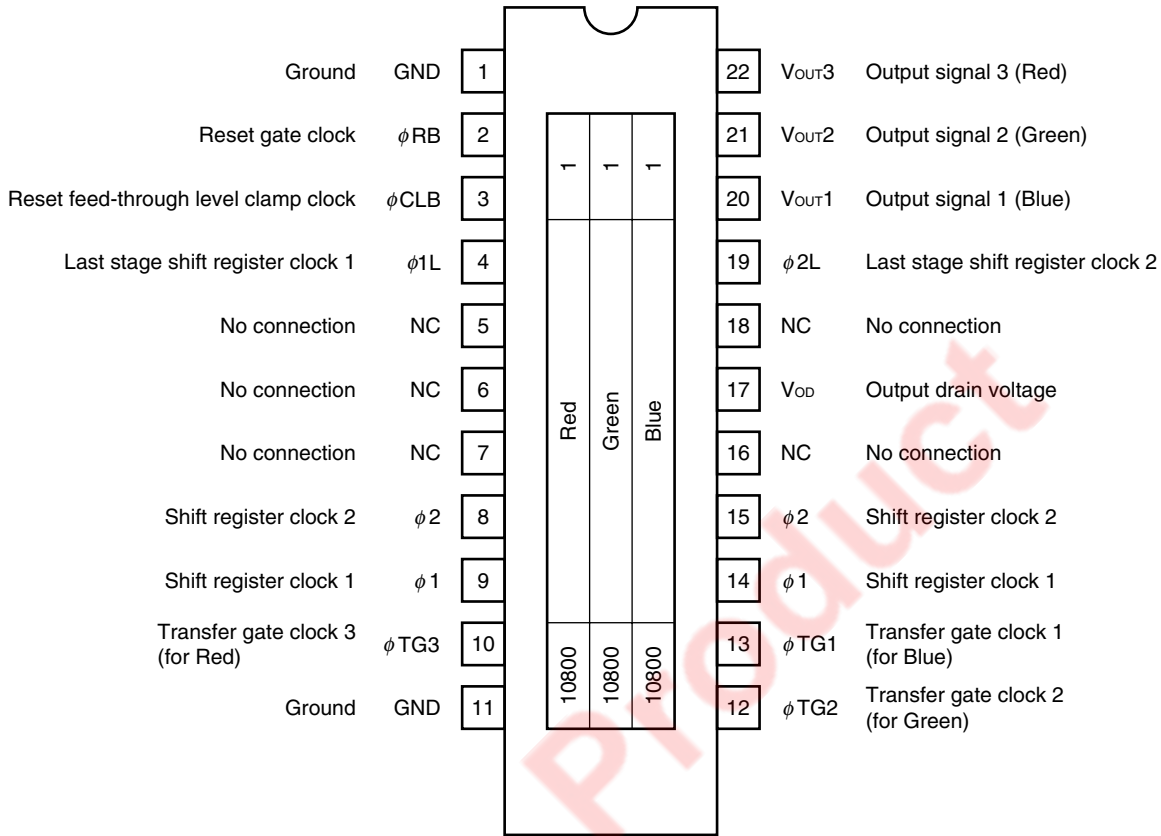 Ground GND 1
Reset gate clock ϕRB 2
Reset feed-through level clamp clock ϕCLB 3
Last stage shift register clock 1 ϕ1L 4
No connection NC 5
No connection NC 6
No connection NC 7
Shift register clock 2 ϕ2 8
Shift register clock 1 ϕ1 9
Transfer gate clock 3
(for Red) ϕTG3 10
Ground GND 11
1 1 1
Red Green Blue
10800 10800 10800
22 VOUT3 Output signal 3 (Red)
21 VOUT2 Output signal 2 (Green)
20 VOUT1 Output signal 1 (Blue)
19 ϕ2L Last stage shift register clock 2
18 NC No connection
17 VOD Output drain voltage
16 NC No connection
15 ϕ2 Shift register clock 2
14 ϕ1 Shift register clock 1
13 ϕTG1 Transfer gate clock 1
(for Blue)
12 ϕTG2 Transfer gate clock 2
(for Green)
Product